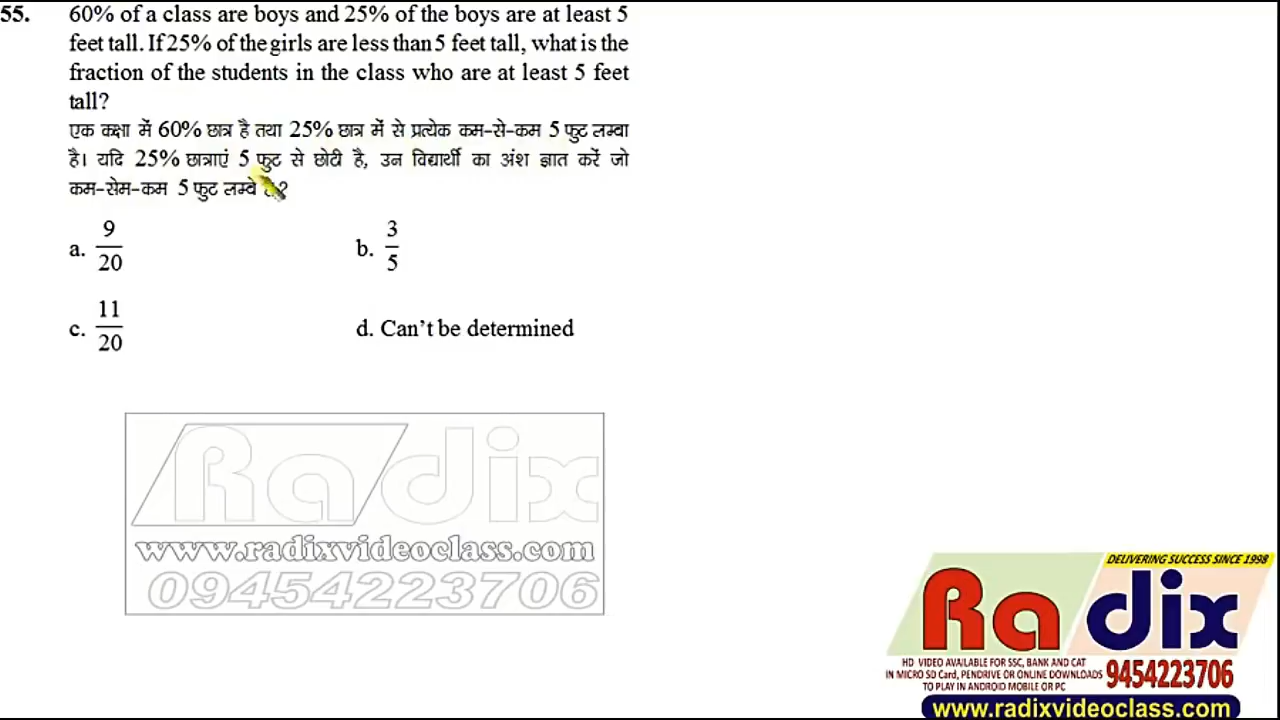 55. 60% of a class are boys and 25% of the boys are at least 5
feet tall. If 25% of the girls are less than 5 feet tall, what is the
fraction of the students in the class who are at least 5 feet
tall?
एक कक्षा में 60% छात्र है तथा 25% छात्र में से प्रत्येक कम-से-कम 5 फुट लम्बा
है। यदि 25% छात्राएं 5 फुट से छोटी है, उन विद्यार्थी का अंश ज्ञात करें जो
कम-सेम-कम 5 फुट लम्बे ?
a. 9/20 b. 3/5
c. 11/20 d. Can't be determined
Radix
www.radixvideoclass.com
09454223706
DELIVERING SUCCESS SINCE 1998
Radix
HD VIDEO AVAILABLE FOR SSC, BANK AND CAT
IN MICRO SD Card, PENDRIVE OR ONLINE DOWNLOADS
TO PLAY IN ANDROID MOBILE OR PC
9454223706
www.radixvideoclass.com